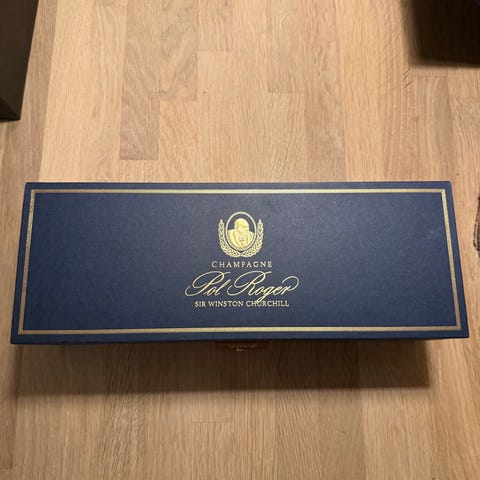 CHAMPAGNE
Pol Roger
SIR WINSTON CHURCHILL